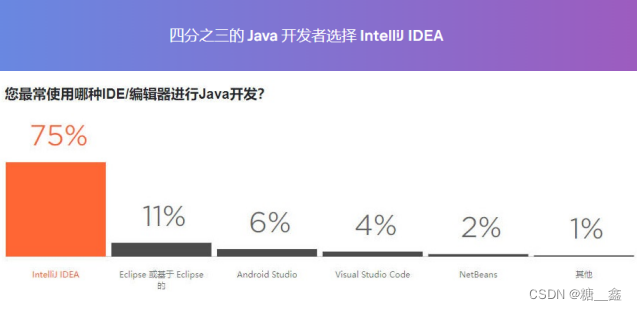 四分之三的 Java 开发者选择 IntelliJ IDEA
您最常使用哪种IDE/编辑器进行Java开发？
75%
11%
6%
4%
2%
1%
IntelliJ IDEA
Eclipse 或基于 Eclipse
的
Android Studio
Visual Studio Code
NetBeans
其他
CSDN @糖__鑫